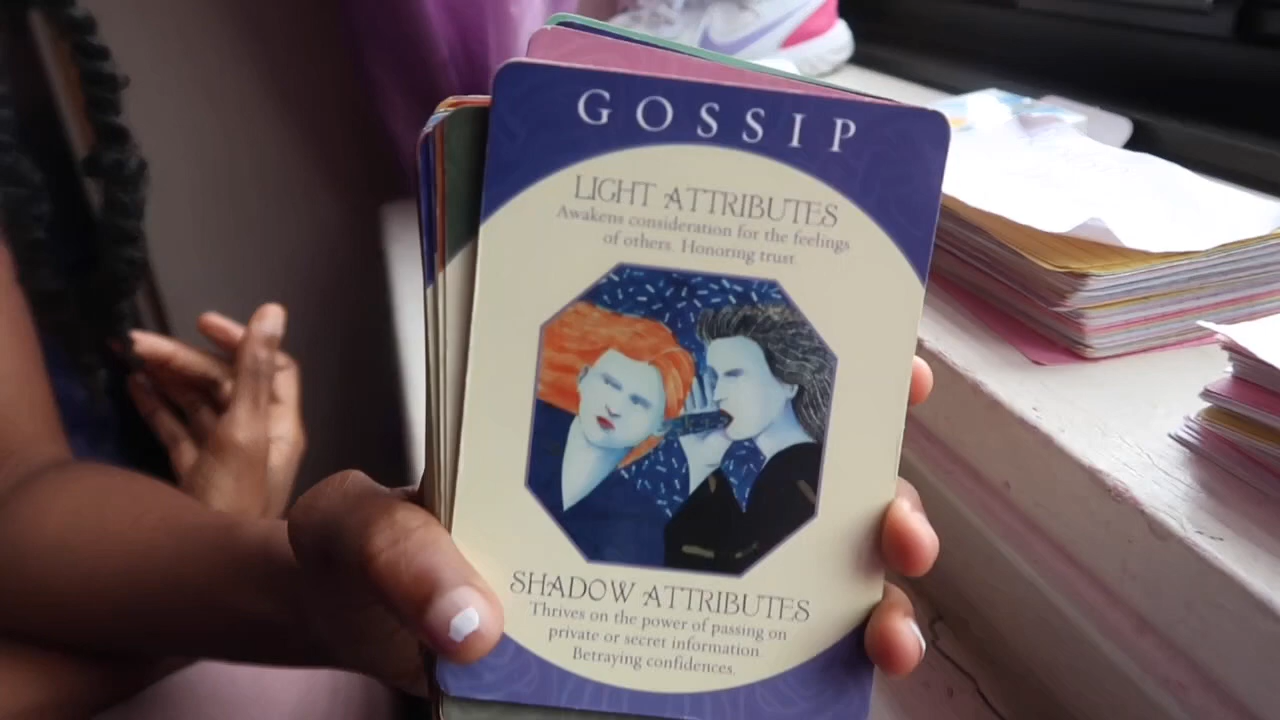 GOSSIP
LIGHT ATTRIBUTES
Awakens consideration for the feelings
of others. Honoring trust.
SHADOW ATTRIBUTES
Thrives on the power of passing on
private or secret information.
Betraying confidences.